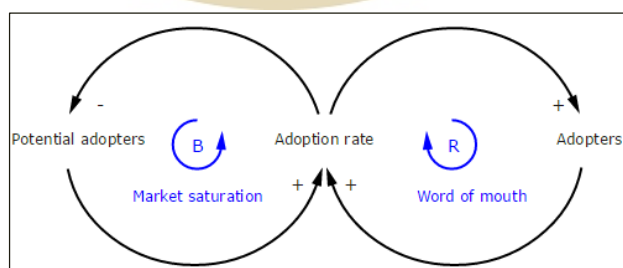 -
+
Potential adopters
B
Adoption rate
R
Adopters
+
+
Market saturation
Word of mouth